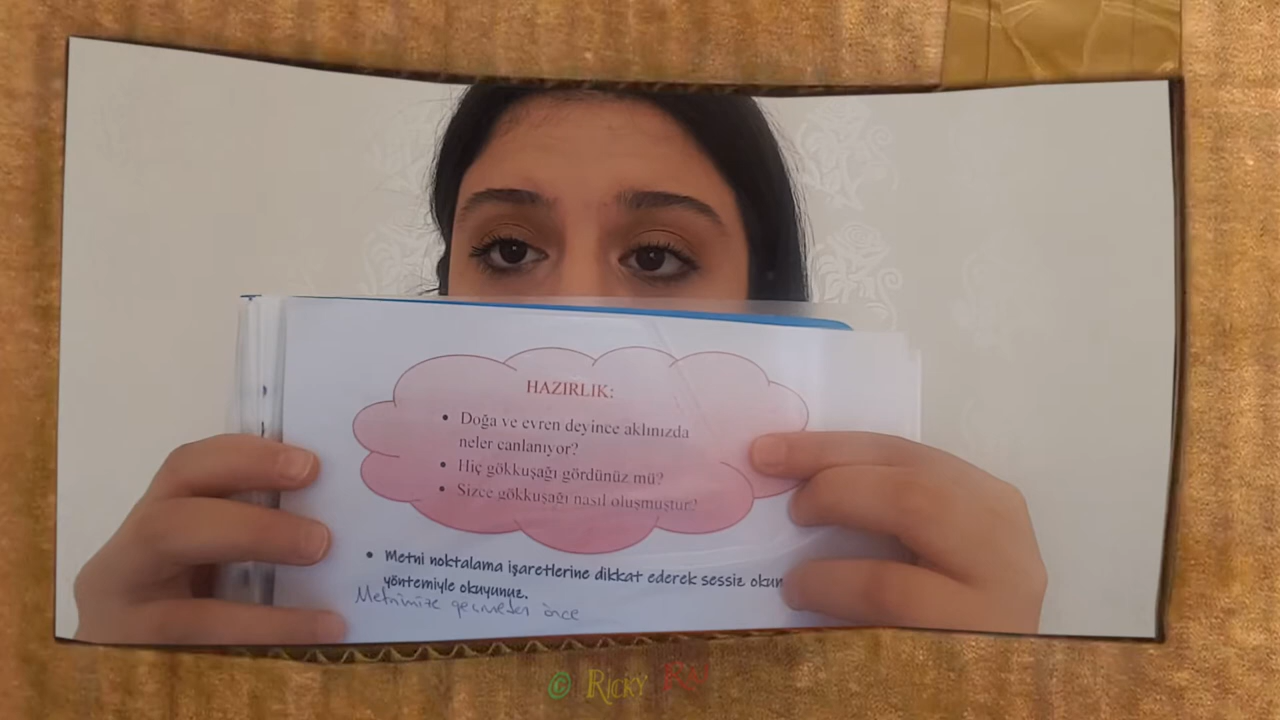 HAZIRLIK:
• Doğa ve evren deyince aklınızda
neler canlanıyor?
• Hiç gökkuşağı gördünüz mü?
• Sizce gökkuşağı nasıl oluşmuştur?
• Metni noktalama işaretlerine dikkat ederek sessiz okum
yöntemiyle okuyunuz.
Metnimize geçmeden önce
© RICKY